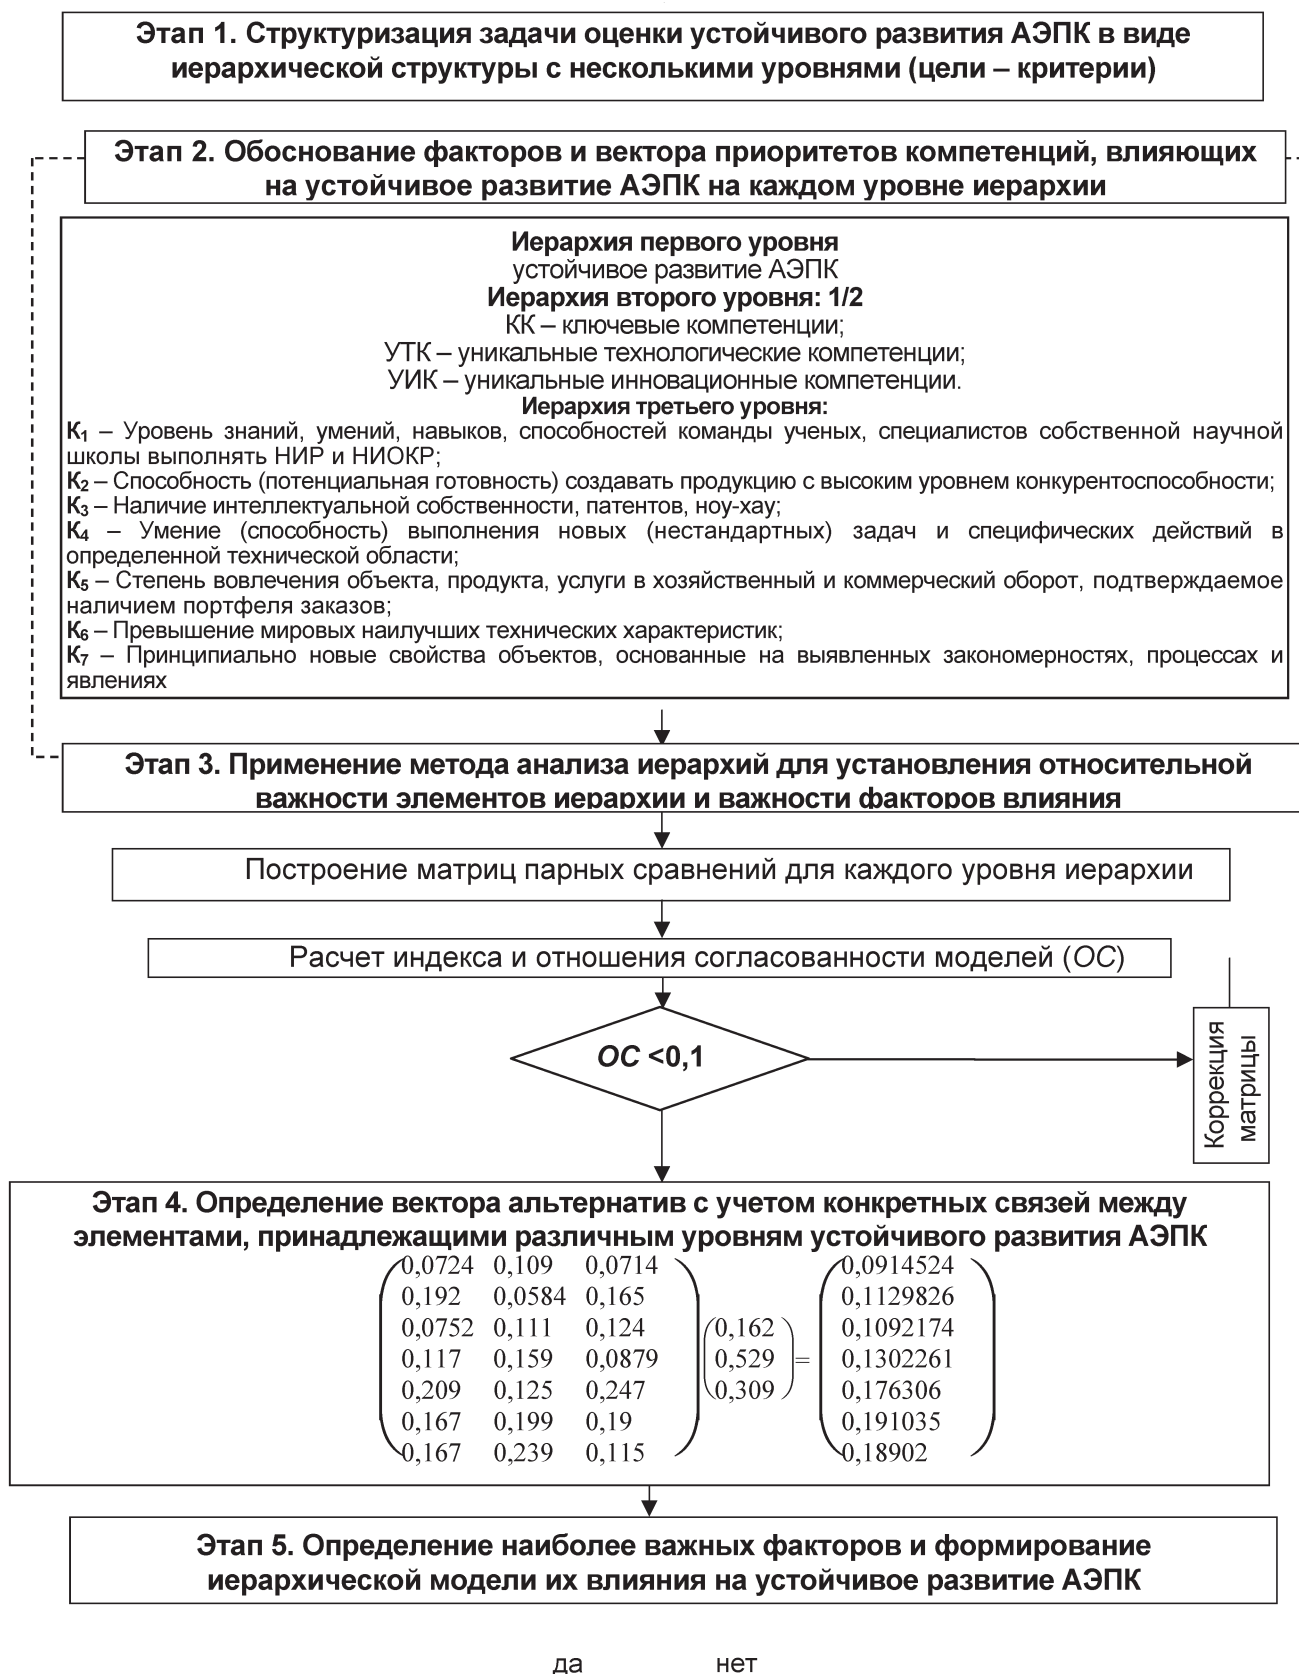 Этап 1. Структуризация задачи оценки устойчивого развития АЭПК в виде
иерархической структуры с несколькими уровнями (цели – критерии)
Этап 2. Обоснование факторов и вектора приоритетов компетенций, влияющих
на устойчивое развитие АЭПК на каждом уровне иерархии
Иерархия первого уровня
устойчивое развитие АЭПК
Иерархия второго уровня: 1/2
КК – ключевые компетенции;
УТК – уникальные технологические компетенции;
УИК – уникальные инновационные компетенции.
Иерархия третьего уровня:
К₁ – Уровень знаний, умений, навыков, способностей команды ученых, специалистов собственной научной
школы выполнять НИР и НИОКР;
К₂ – Способность (потенциальная готовность) создавать продукцию с высоким уровнем конкурентоспособности;
К₃ – Наличие интеллектуальной собственности, патентов, ноу-хау;
К₄ – Умение (способность) выполнения новых (нестандартных) задач и специфических действий в
определенной технической области;
К₅ – Степень вовлечения объекта, продукта, услуги в хозяйственный и коммерческий оборот, подтверждаемое
наличием портфеля заказов;
К₆ – Превышение мировых наилучших технических характеристик;
К₇ – Принципиально новые свойства объектов, основанные на выявленных закономерностях, процессах и
явлениях
Этап 3. Применение метода анализа иерархий для установления относительной
важности элементов иерархии и важности факторов влияния
Построение матриц парных сравнений для каждого уровня иерархии
Расчет индекса и отношения согласованности моделей (ОС)
ОС <0,1
Коррекция
матрицы
Этап 4. Определение вектора альтернатив с учетом конкретных связей между
элементами, принадлежащими различным уровням устойчивого развития АЭПК
0,0724 0,109 0,0714 0,0914524
0,192 0,0584 0,165 0,1129826
0,0752 0,111 0,124 0,162 0,1092174
0,117 0,159 0,0879 0,529 = 0,1302261
0,209 0,125 0,247 0,309 0,176306
0,167 0,199 0,19 0,191035
0,167 0,239 0,115 0,18902
Этап 5. Определение наиболее важных факторов и формирование
иерархической модели их влияния на устойчивое развитие АЭПК
да нет